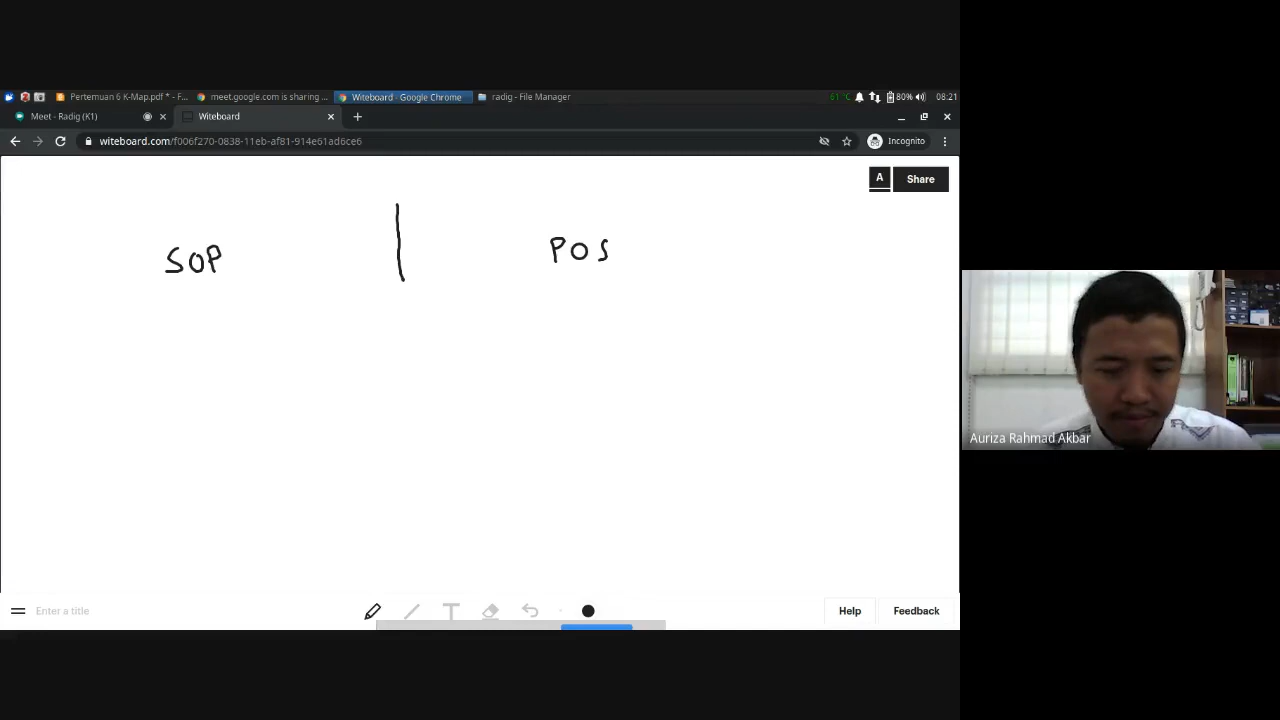 Pertemuan 6 K-Map.pdf * - F... meet.google.com is sharing ... Witeboard - Google Chrome radig - File Manager 61 °C 80% 08:21
Meet - Radig (K1) Witeboard
witeboard.com/f006f270-0838-11eb-af81-914e61ad6ce6 Incognito
A Share
SOP POS
Auriza Rahmad Akbar
Enter a title T Help Feedback